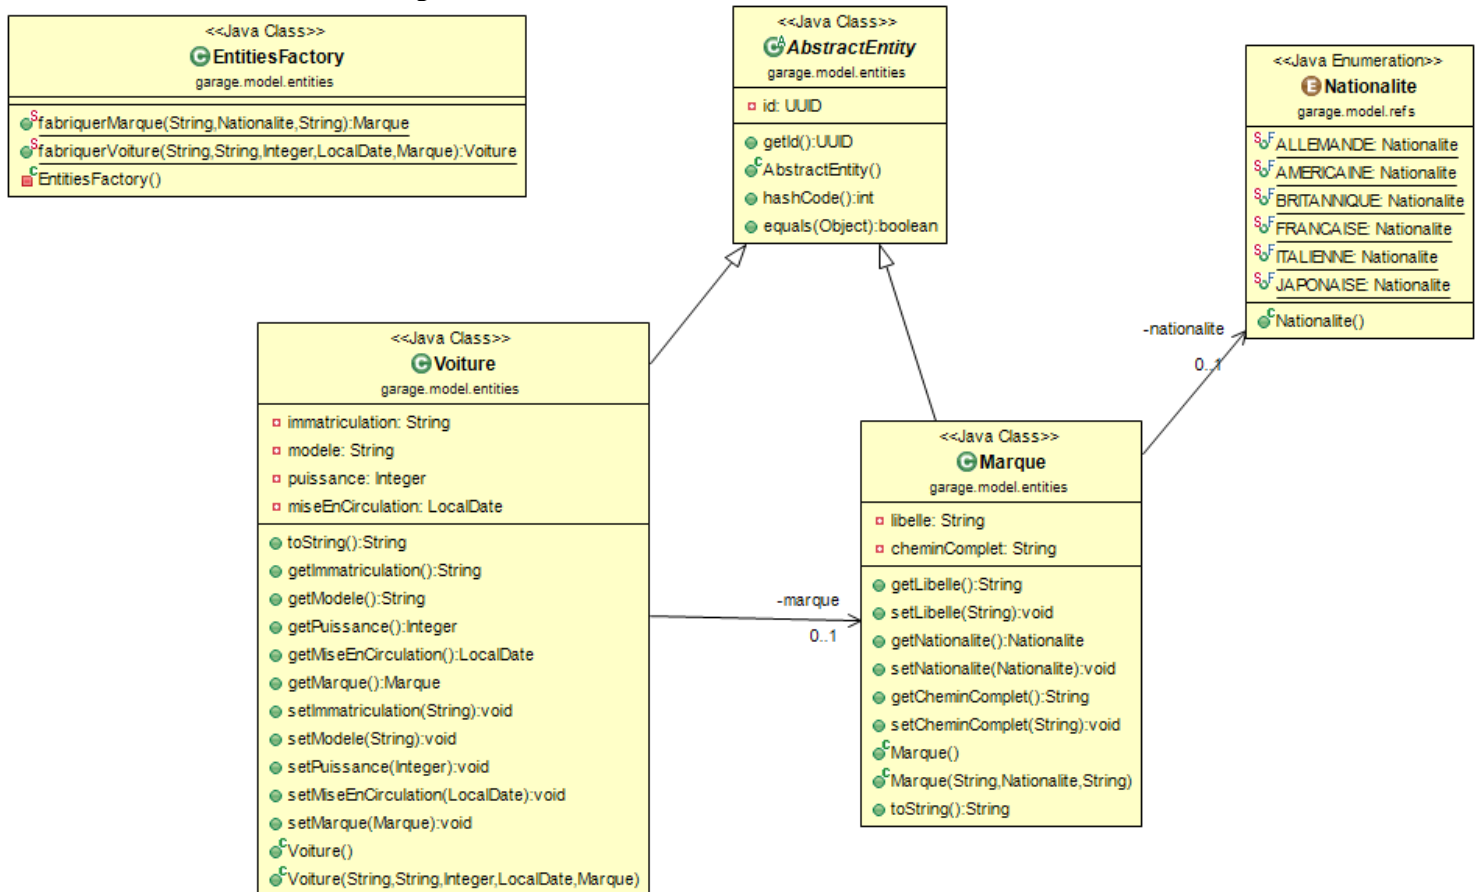 <<Java Class>>
EntitiesFactory
garage.model.entities
fabriquerMarque(String,Nationalite,String):Marque
fabriquerVoiture(String,String,Integer,LocalDate,Marque):Voiture
EntitiesFactory()
<<Java Class>>
AbstractEntity
garage.model.entities
id: UUID
getId():UUID
AbstractEntity()
hashCode():int
equals(Object):boolean
<<Java Enumeration>>
Nationalite
garage.model.refs
ALLEMANDE: Nationalite
AMERICAINE: Nationalite
BRITANNIQUE: Nationalite
FRANCAISE: Nationalite
ITALIENNE: Nationalite
JAPONAISE: Nationalite
Nationalite()
-nationalite
0..1
<<Java Class>>
Voiture
garage.model.entities
immatriculation: String
modele: String
puissance: Integer
miseEnCirculation: LocalDate
toString():String
getImmatriculation():String
getModele():String
getPuissance():Integer
getMiseEnCirculation():LocalDate
getMarque():Marque
setImmatriculation(String):void
setModele(String):void
setPuissance(Integer):void
setMiseEnCirculation(LocalDate):void
setMarque(Marque):void
Voiture()
Voiture(String,String,Integer,LocalDate,Marque)
-marque
0..1
<<Java Class>>
Marque
garage.model.entities
libelle: String
cheminComplet: String
getLibelle():String
setLibelle(String):void
getNationalite():Nationalite
setNationalite(Nationalite):void
getCheminComplet():String
setCheminComplet(String):void
Marque()
Marque(String,Nationalite,String)
toString():String